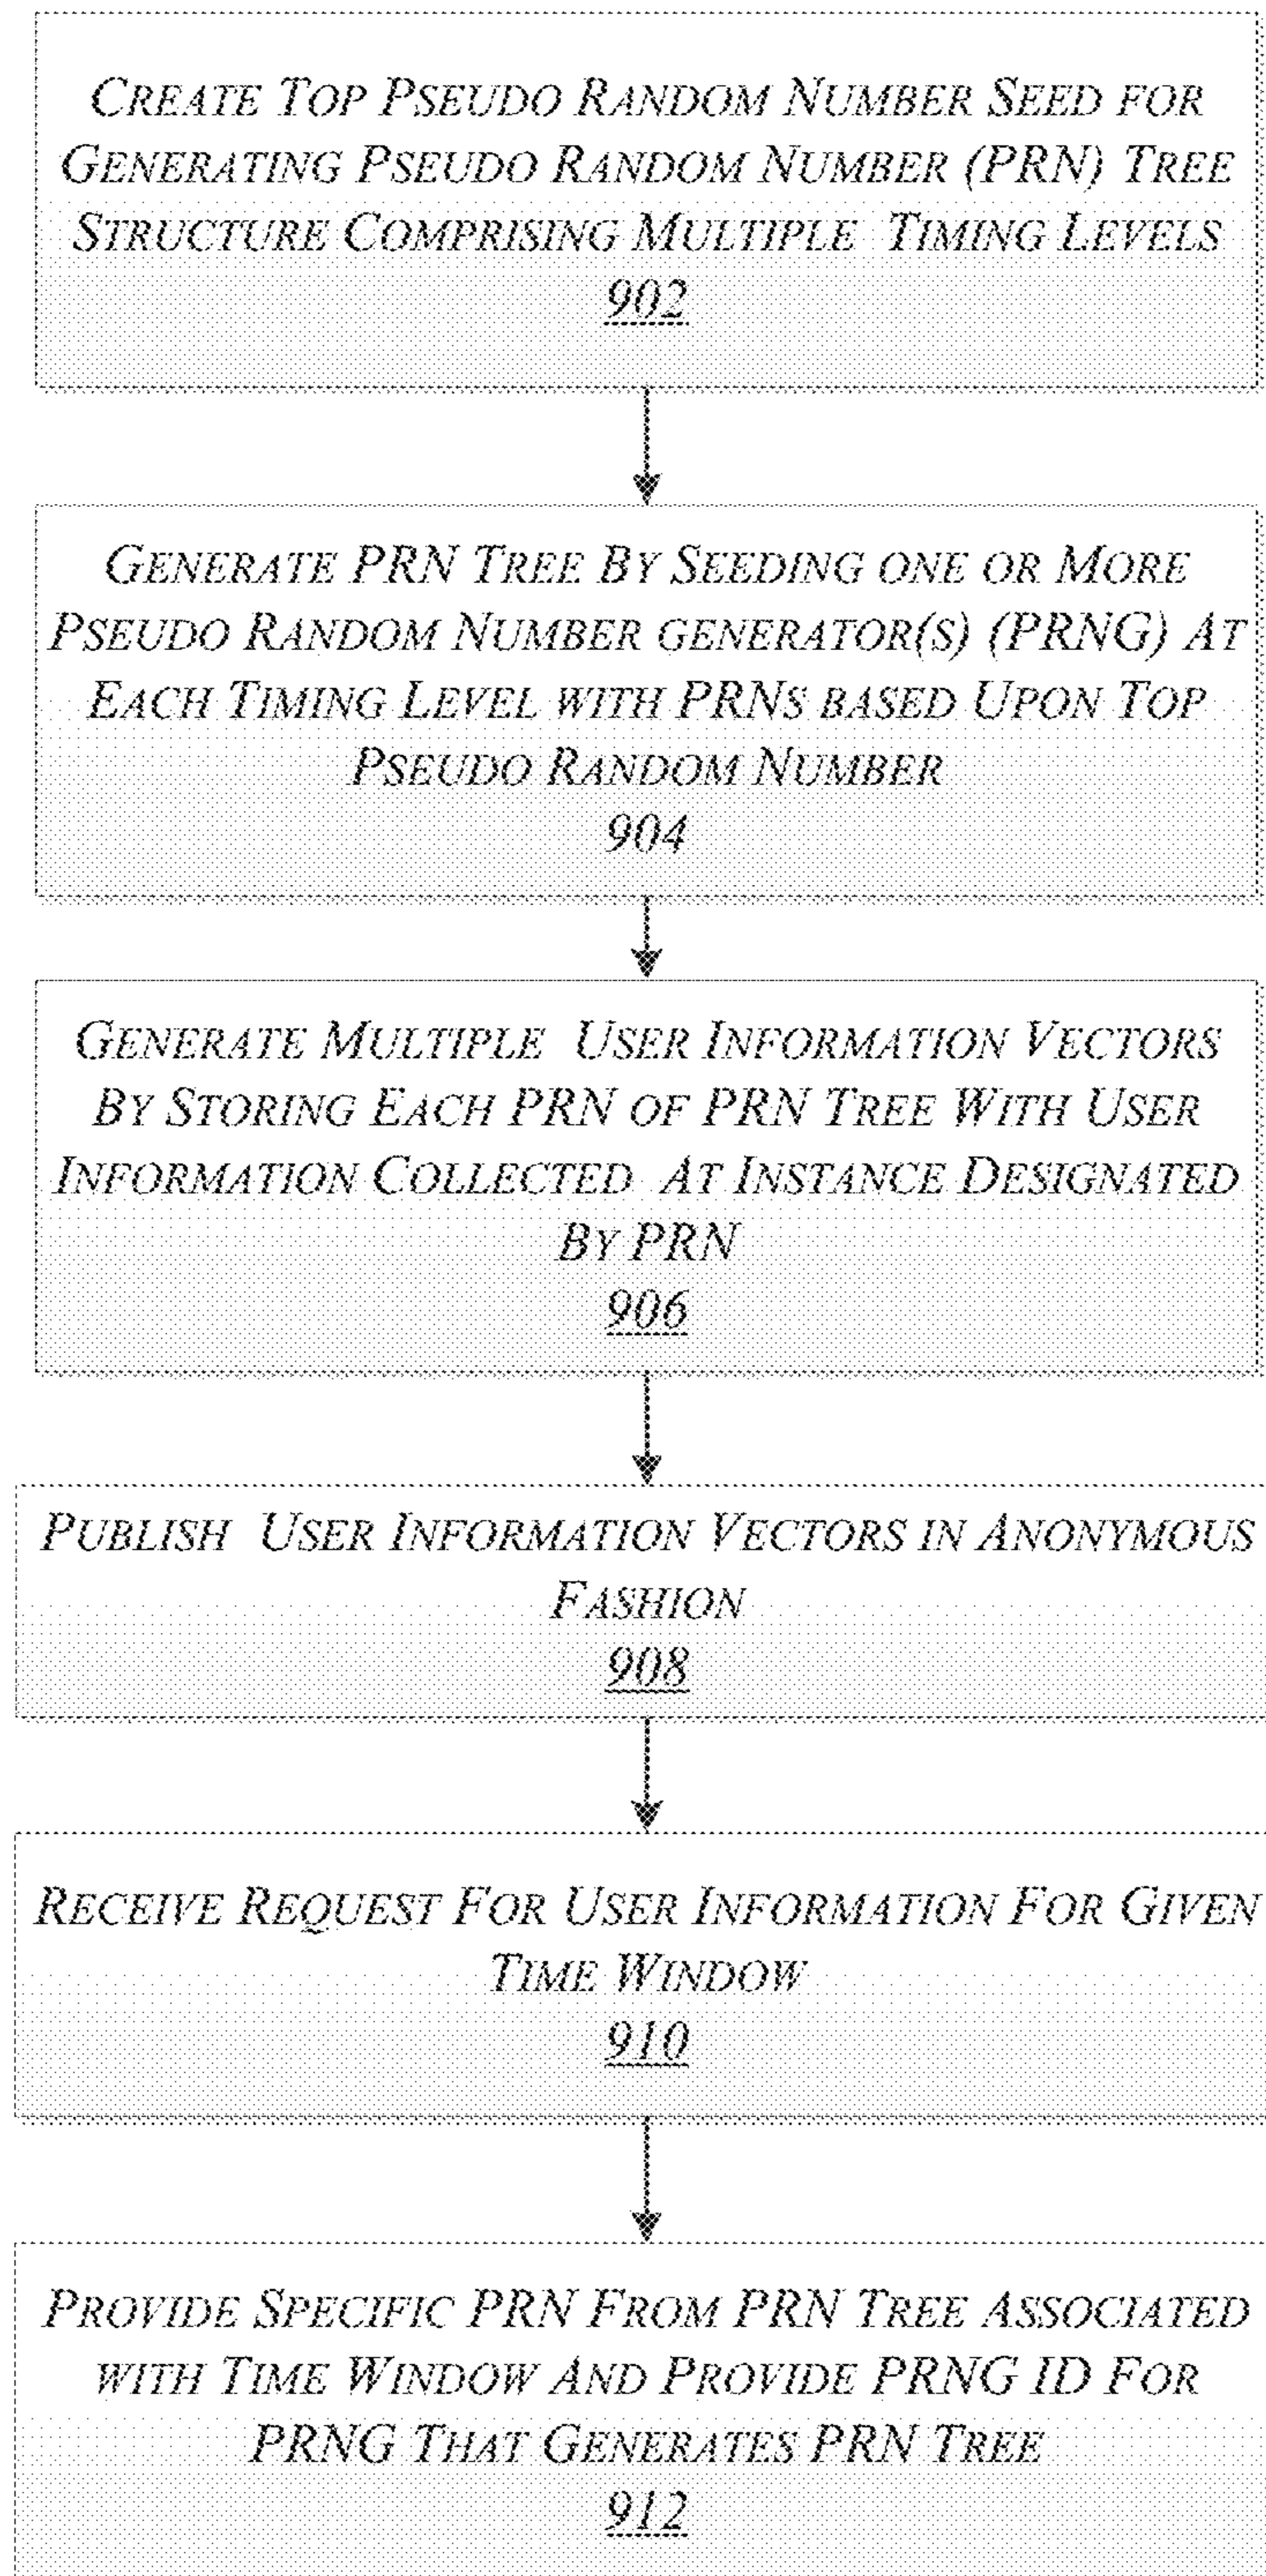 CREATE TOP PSEUDO RANDOM NUMBER SEED FOR
GENERATING PSEUDO RANDOM NUMBER (PRN) TREE
STRUCTURE COMPRISING MULTIPLE TIMING LEVELS
902
GENERATE PRN TREE BY SEEDING ONE OR MORE
PSEUDO RANDOM NUMBER GENERATOR(S) (PRNG) AT
EACH TIMING LEVEL WITH PRNS BASED UPON TOP
PSEUDO RANDOM NUMBER
904
GENERATE MULTIPLE USER INFORMATION VECTORS
BY STORING EACH PRN OF PRN TREE WITH USER
INFORMATION COLLECTED AT INSTANCE DESIGNATED
BY PRN
906
PUBLISH USER INFORMATION VECTORS IN ANONYMOUS
FASHION
908
RECEIVE REQUEST FOR USER INFORMATION FOR GIVEN
TIME WINDOW
910
PROVIDE SPECIFIC PRN FROM PRN TREE ASSOCIATED
WITH TIME WINDOW AND PROVIDE PRNG ID FOR
PRNG THAT GENERATES PRN TREE
912